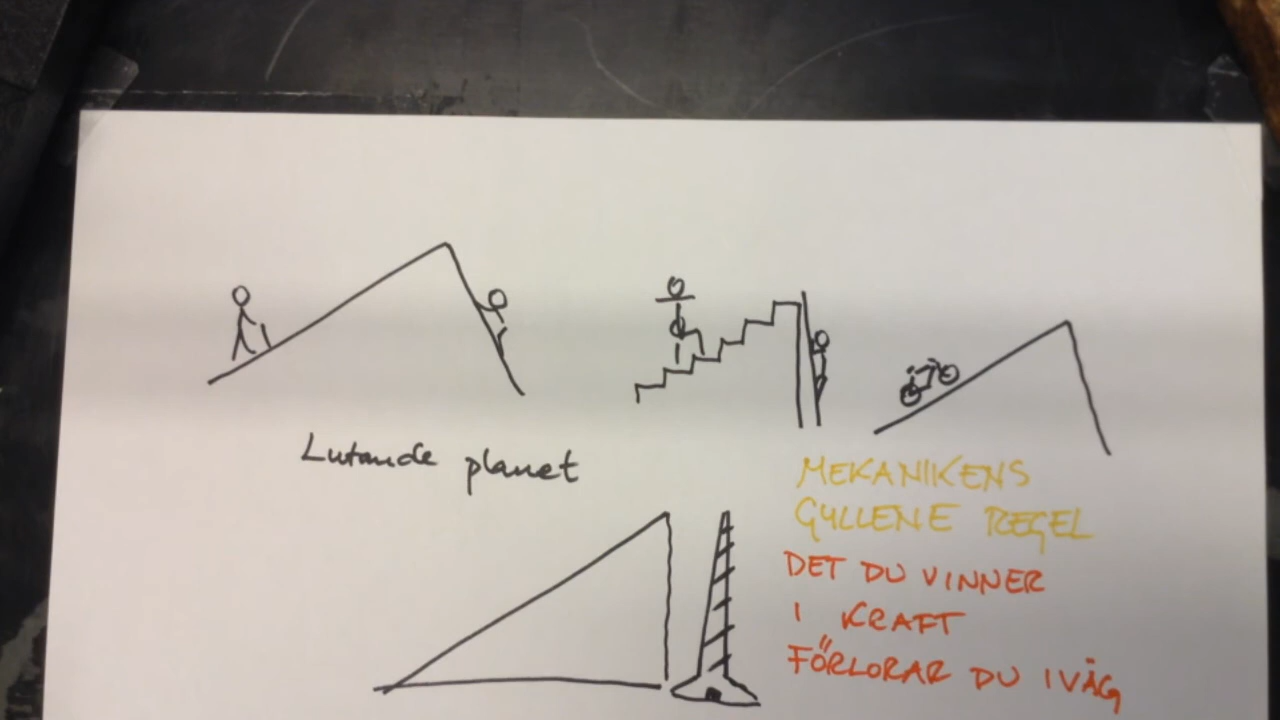 Lutande planet
MEKANIKENS
GYLLENE REGEL
DET DU VINNER
I KRAFT
FÖRLORAR DU I VÄG